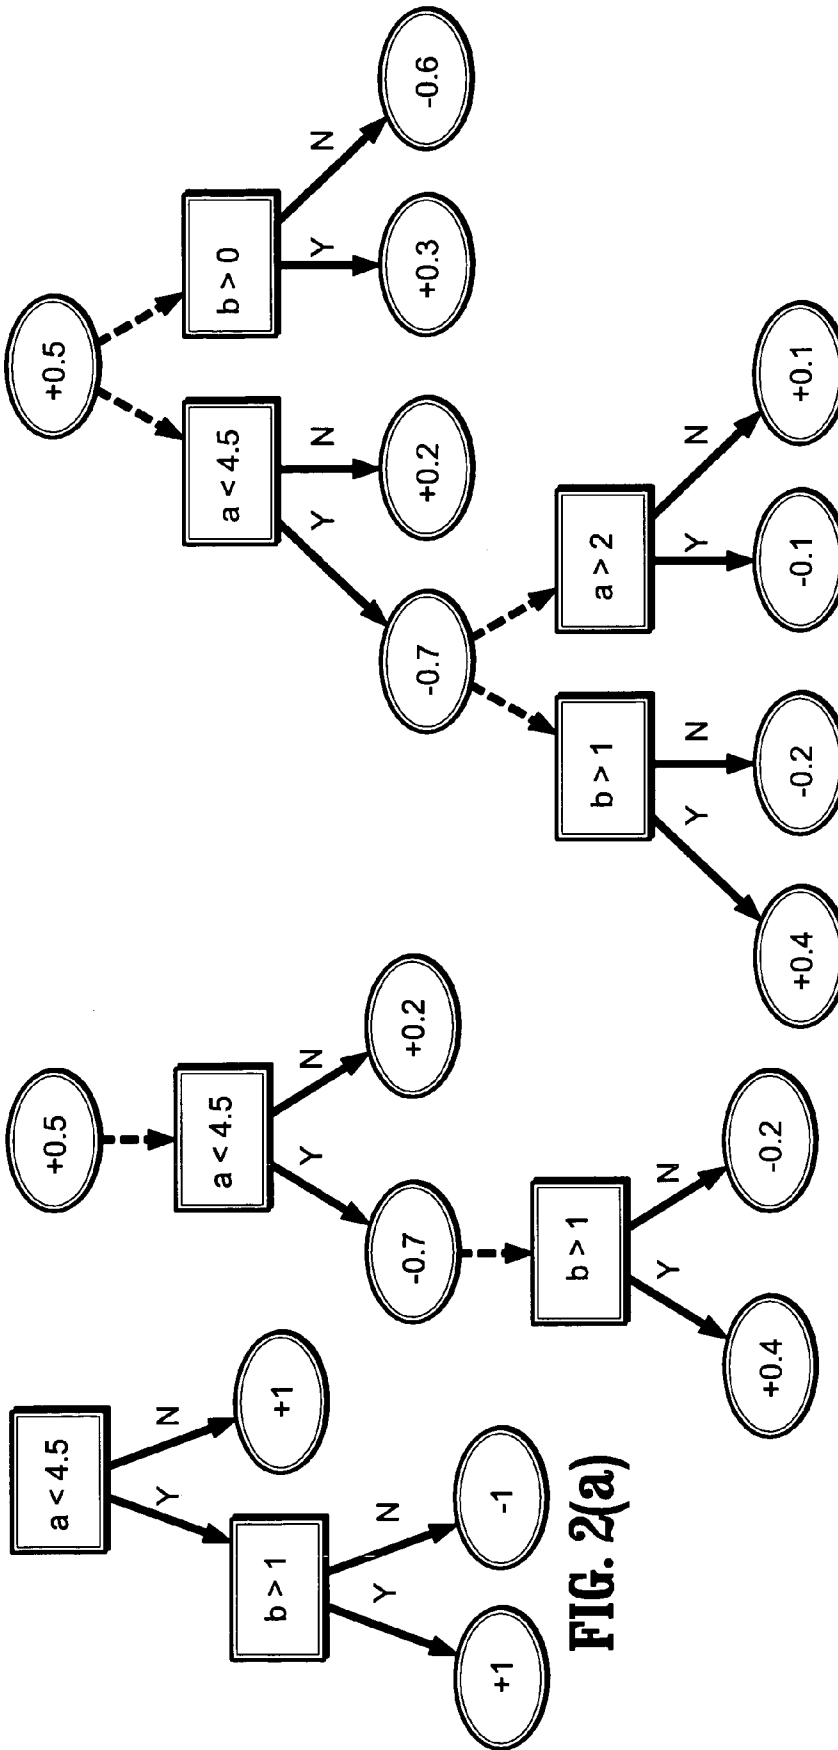 a < 4.5
Y
N
b > 1
+1
Y
N
+1
-1
FIG. 2(a)
+0.5
a < 4.5
Y
N
-0.7
+0.2
b > 1
Y
N
+0.4
-0.2
+0.5
a < 4.5
b > 0
Y
N
Y
N
-0.7
+0.2
+0.3
-0.6
b > 1
a > 2
Y
N
Y
N
+0.4
-0.2
-0.1
+0.1